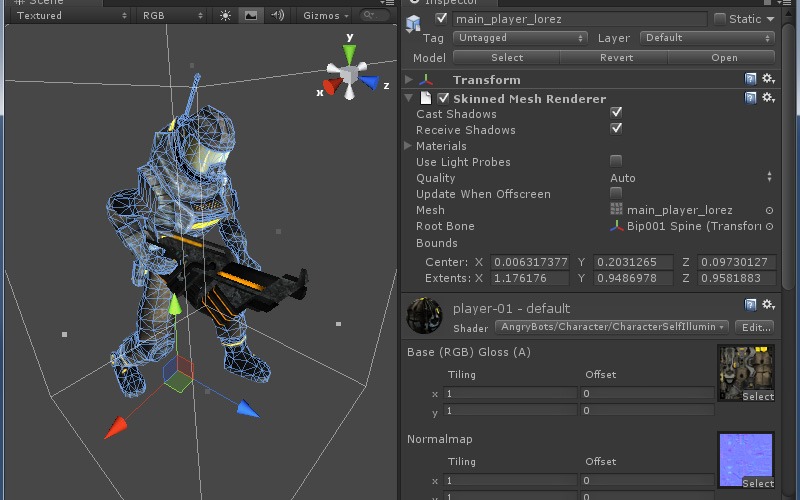 Scene
Textured RGB Gizmos
y
x
z
Inspector
main_player_lorez Static
Tag Untagged Layer Default
Model Select Revert Open
Transform
Skinned Mesh Renderer
Cast Shadows
Receive Shadows
Materials
Use Light Probes
Quality Auto
Update When Offscreen
Mesh main_player_lorez
Root Bone Bip001 Spine (Transfor
Bounds
Center: X 0.006317377 Y 0.2031265 Z 0.09730127
Extents: X 1.176176 Y 0.9486978 Z 0.9581883
player-01 - default
Shader AngryBots/Character/CharacterSelfIllumin Edit...
Base (RGB) Gloss (A)
Tiling Offset
x 1 0
y 1 0
Select
Normalmap
Tiling Offset
x 1 0
y 1 0
Select